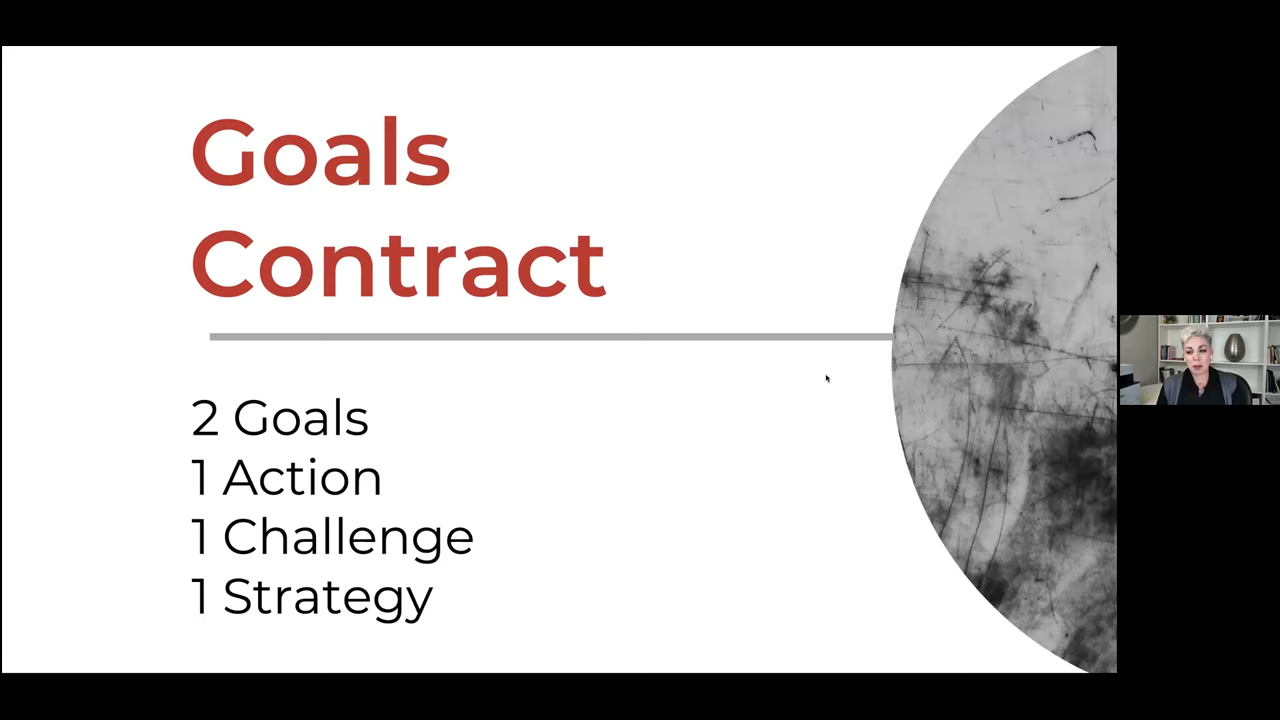 Goals
Contract
2 Goals
1 Action
1 Challenge
1 Strategy